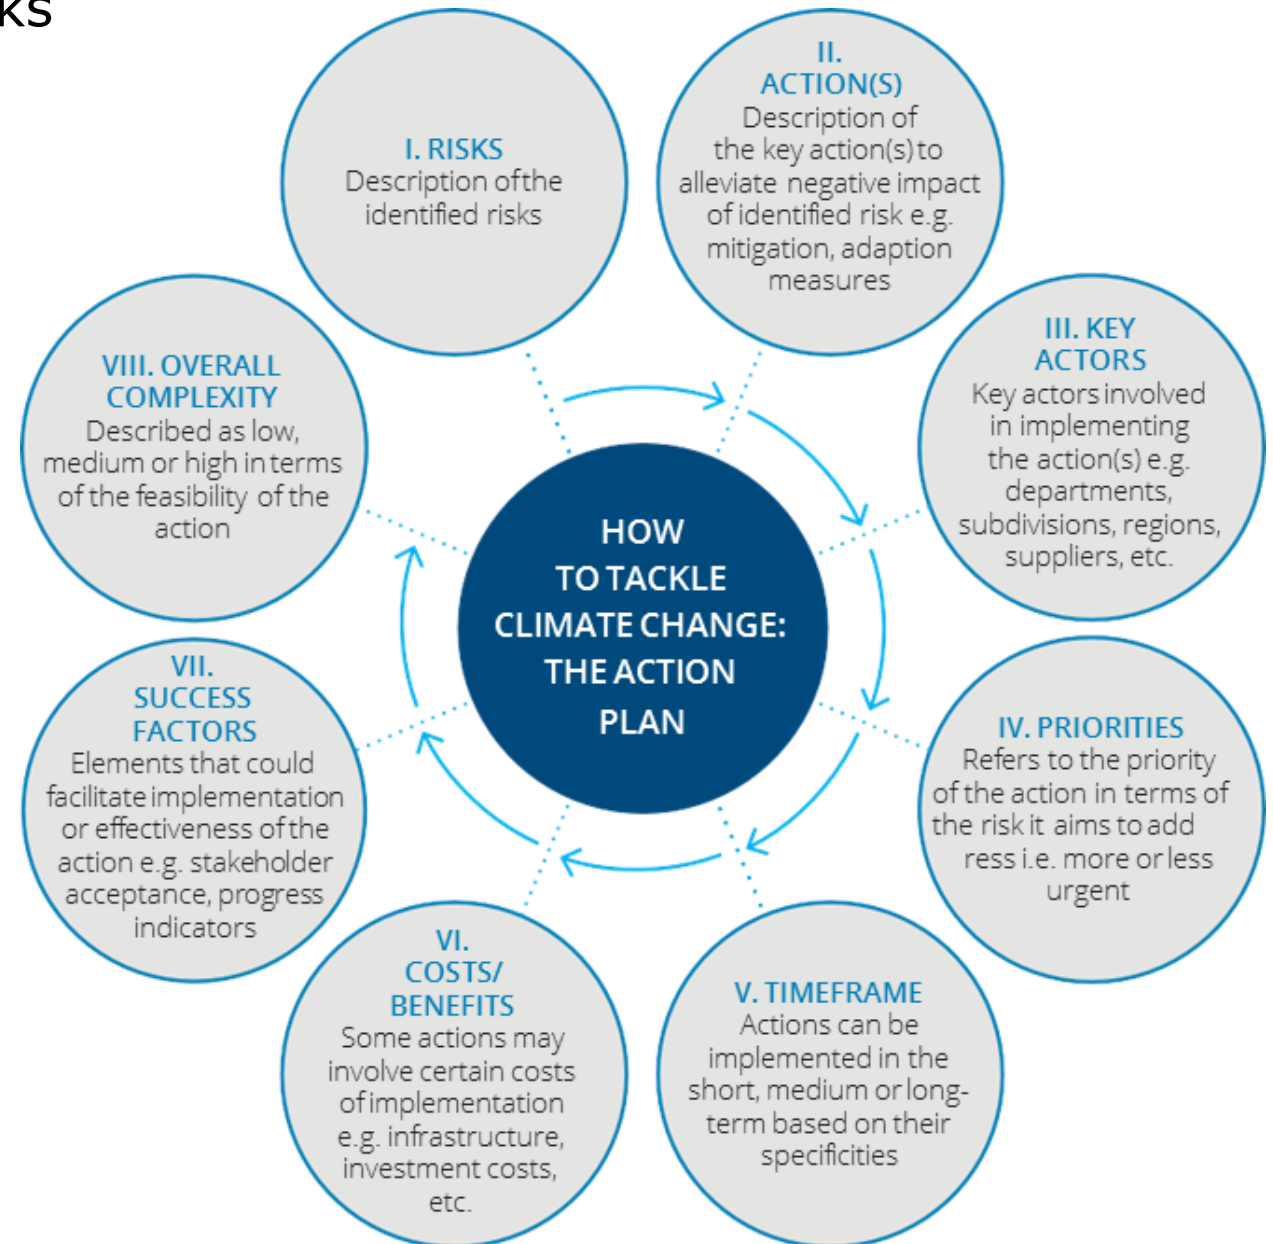 ks
I. RISKS
Description of the
identified risks
II.
ACTION(S)
Description of
the key action(s) to
alleviate negative impact
of identified risk e.g.
mitigation, adaption
measures
III. KEY
ACTORS
Key actors involved
in implementing
the action(s) e.g.
departments,
subdivisions, regions,
suppliers, etc.
IV. PRIORITIES
Refers to the priority
of the action in terms of
the risk it aims to add
ress i.e. more or less
urgent
V. TIMEFRAME
Actions can be
implemented in the
short, medium or long-
term based on their
specificities
VI.
COSTS/
BENEFITS
Some actions may
involve certain costs
of implementation
e.g. infrastructure,
investment costs,
etc.
VII.
SUCCESS
FACTORS
Elements that could
facilitate implementation
or effectiveness of the
action e.g. stakeholder
acceptance, progress
indicators
VIII. OVERALL
COMPLEXITY
Described as low,
medium or high in terms
of the feasibility of the
action
HOW
TO TACKLE
CLIMATE CHANGE:
THE ACTION
PLAN